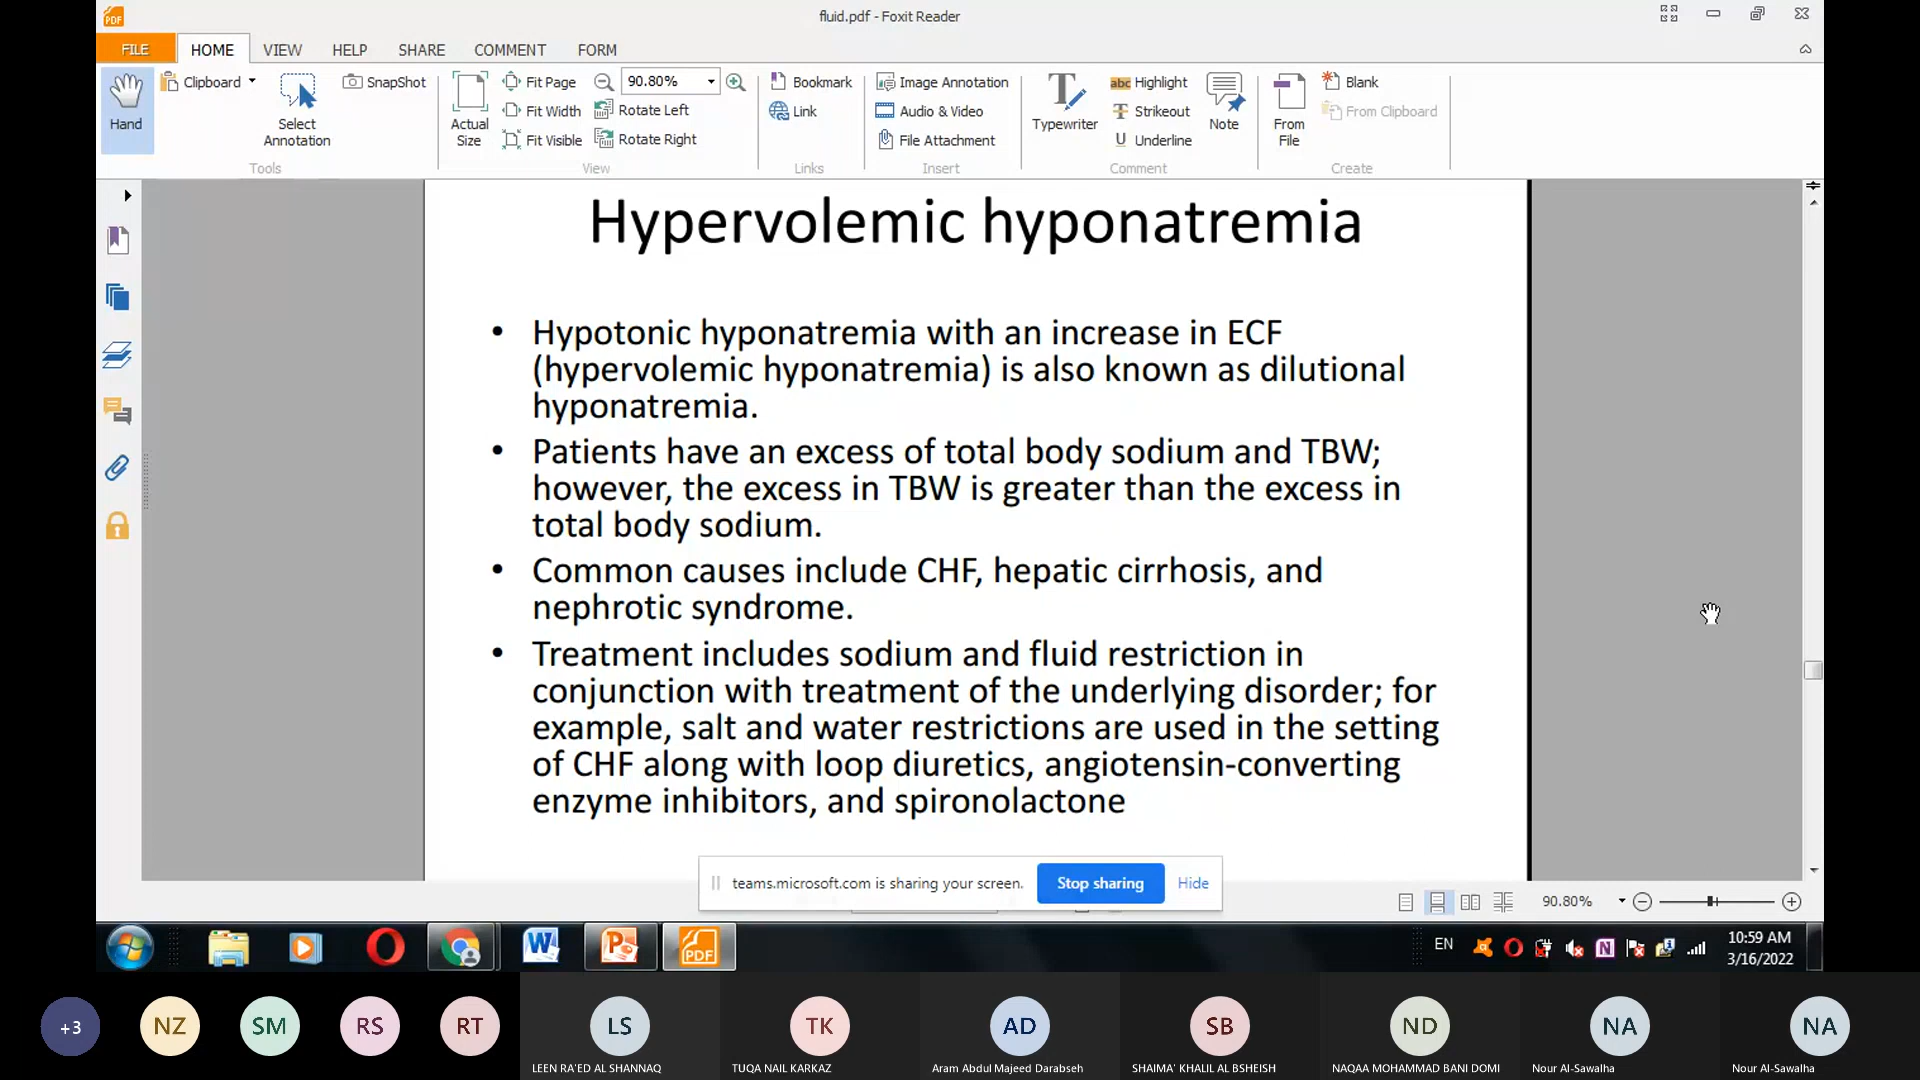 PDF
fluid.pdf - Foxit Reader
FILE HOME VIEW HELP SHARE COMMENT FORM
Hand
Clipboard
Select
Annotation
SnapShot
Tools
Actual
Size
Fit Page
Fit Width
Fit Visible
90.80%
Rotate Left
Rotate Right
View
Bookmark
Link
Links
Image Annotation
Audio & Video
File Attachment
Insert
Typewriter
abc Highlight
Strikeout
U Underline
Note
Comment
From
File
Blank
From Clipboard
Create
Hypervolemic hyponatremia
• Hypotonic hyponatremia with an increase in ECF
(hypervolemic hyponatremia) is also known as dilutional
hyponatremia.
• Patients have an excess of total body sodium and TBW;
however, the excess in TBW is greater than the excess in
total body sodium.
• Common causes include CHF, hepatic cirrhosis, and
nephrotic syndrome.
• Treatment includes sodium and fluid restriction in
conjunction with treatment of the underlying disorder; for
example, salt and water restrictions are used in the setting
of CHF along with loop diuretics, angiotensin-converting
enzyme inhibitors, and spironolactone
teams.microsoft.com is sharing your screen. Stop sharing Hide
90.80%
PDF
EN
10:59 AM
3/16/2022
+3 NZ SM RS RT LS TK AD SB ND NA NA
LEEN RA'ED AL SHANNAQ TUQA NAIL KARKAZ Aram Abdul Majeed Darabseh SHAIMA' KHALIL AL BSHEISH NAQAA MOHAMMAD BANI DOMI Nour Al-Sawalha Nour Al-Sawalha